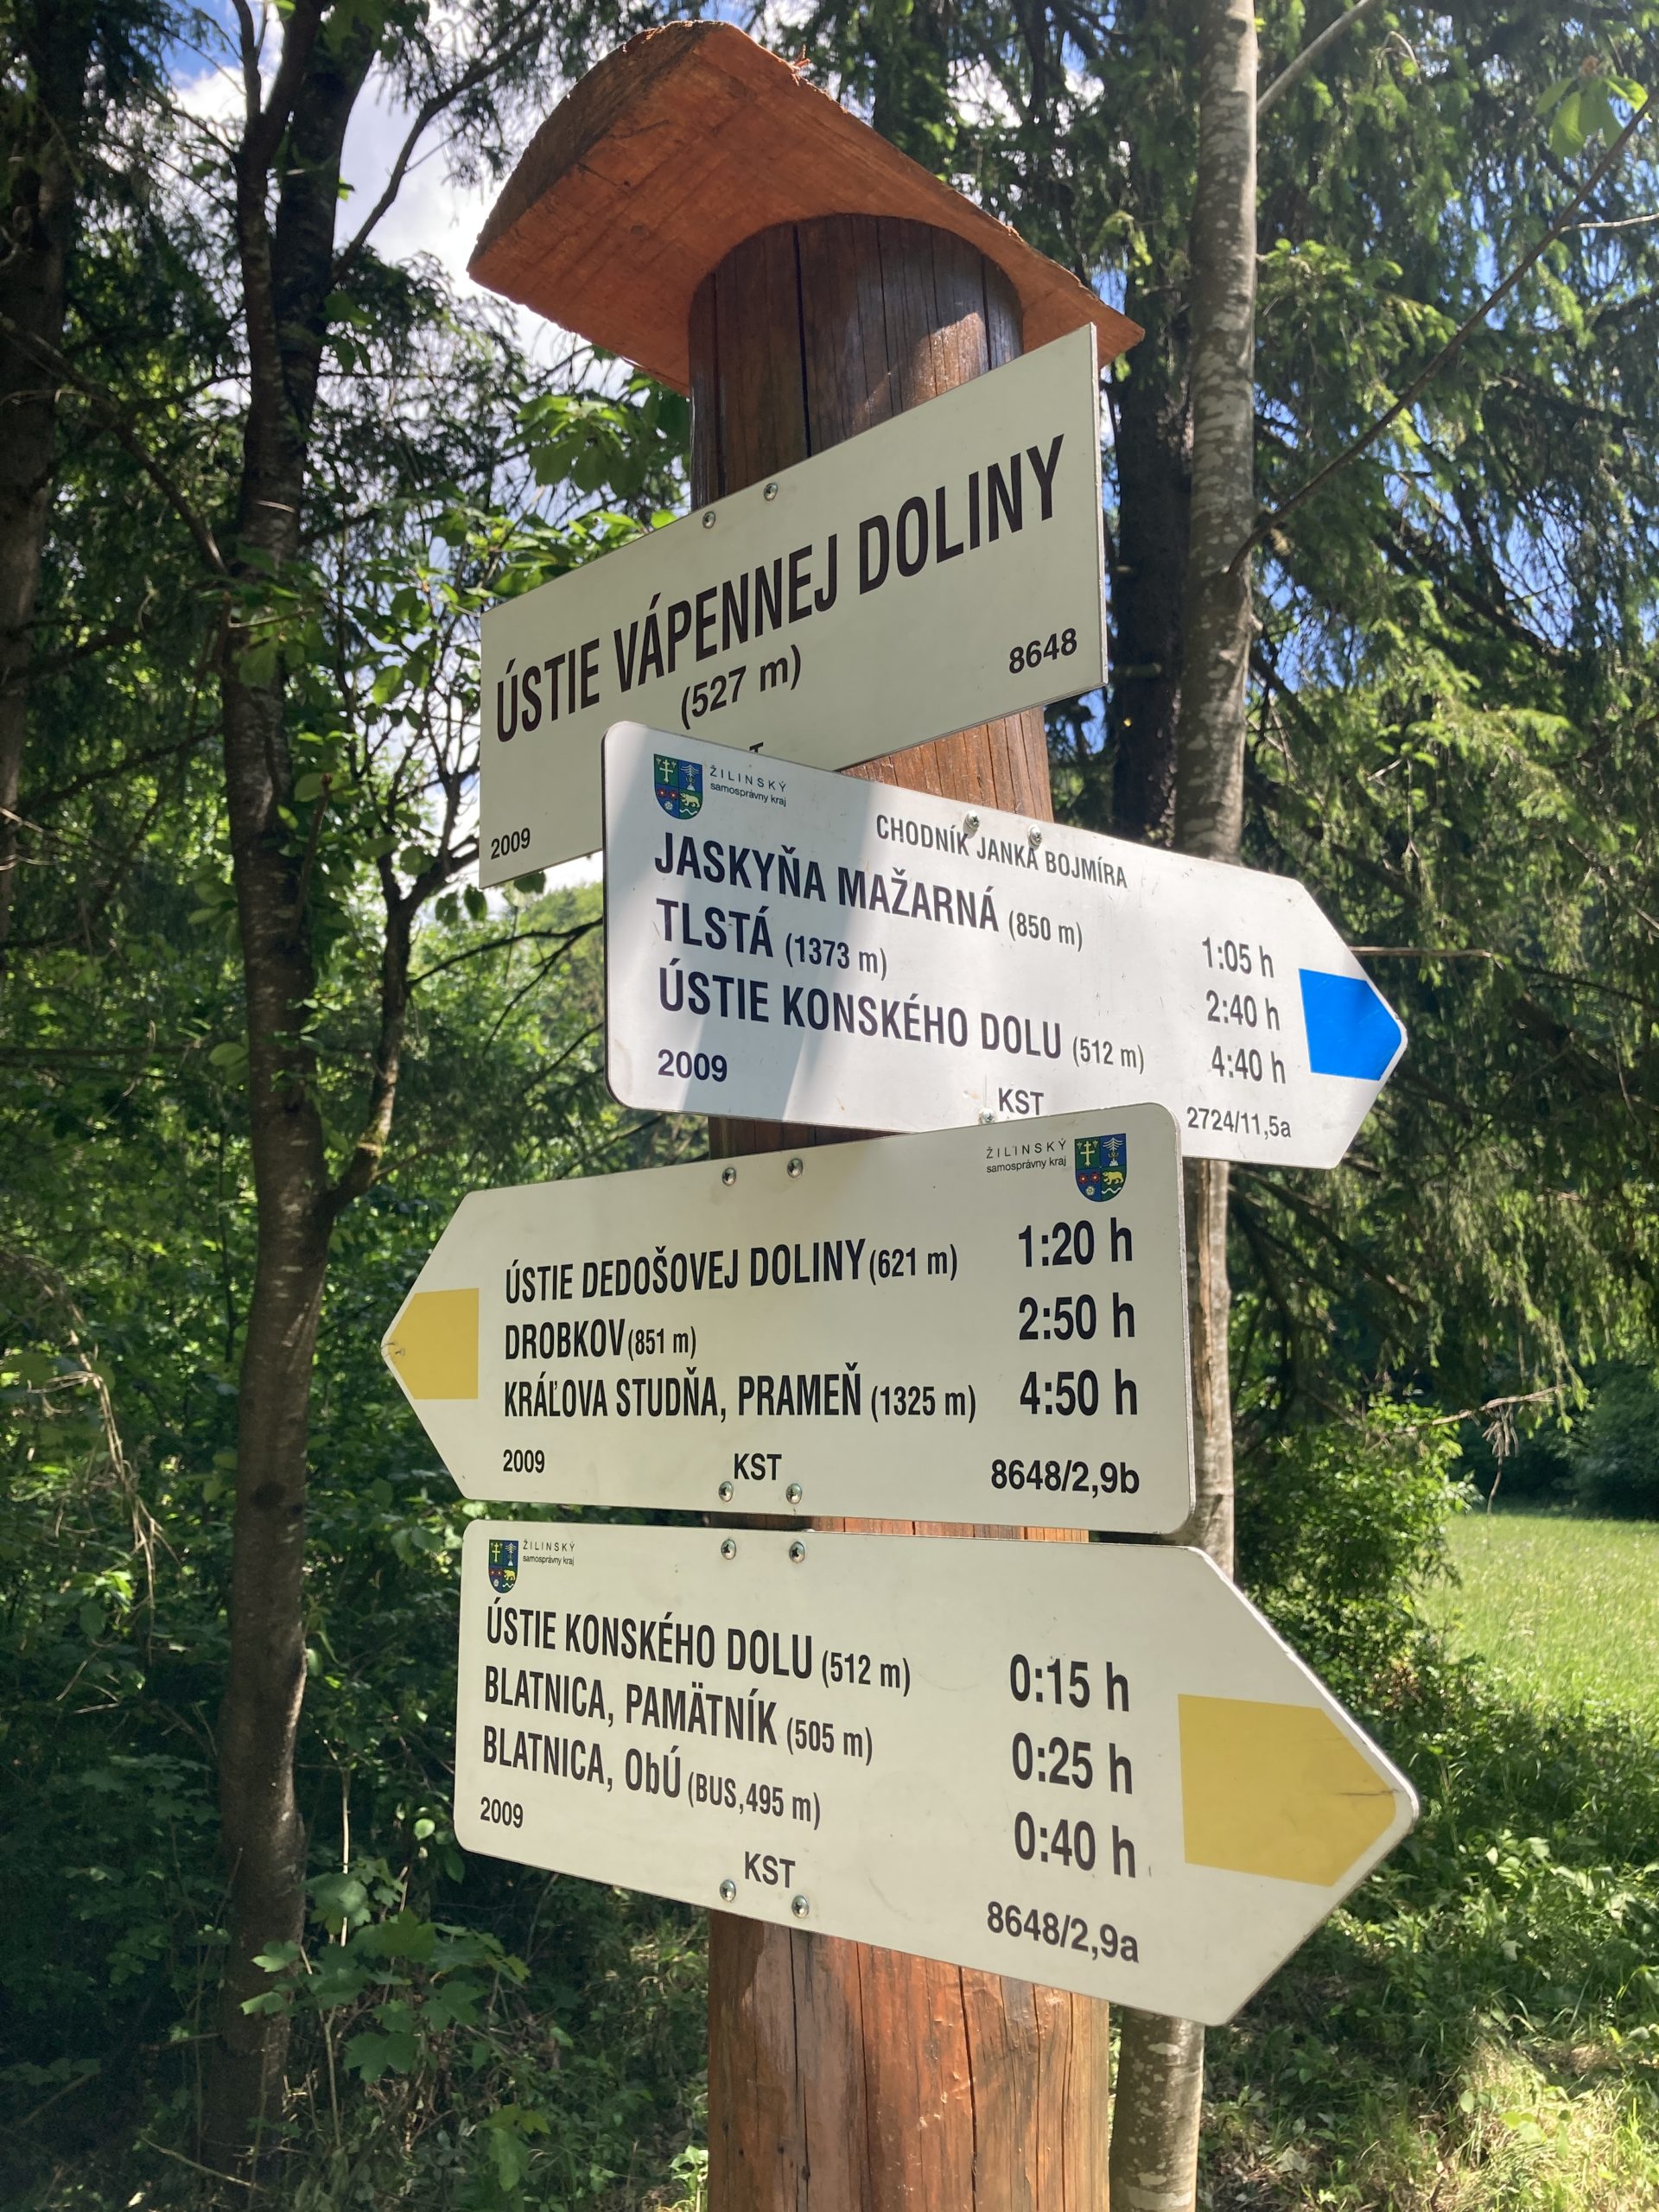 ÚSTIE VÁPENNEJ DOLINY
(527 m)
8648
2009
ŽILINSKÝ
samosprávny kraj
CHODNÍK JANKA BOJMÍRA
JASKYŇA MAŽARNÁ (850 m) 1:05 h
TLSTÁ (1373 m) 2:40 h
ÚSTIE KONSKÉHO DOLU (512 m) 4:40 h
2009 KST 2724/11,5a
ŽILINSKÝ
samosprávny kraj
ÚSTIE DEDOŠOVEJ DOLINY (621 m) 1:20 h
DROBKOV (851 m) 2:50 h
KRÁĽOVA STUDŇA, PRAMEŇ (1325 m) 4:50 h
2009 KST 8648/2,9b
ŽILINSKÝ
samosprávny kraj
ÚSTIE KONSKÉHO DOLU (512 m) 0:15 h
BLATNICA, PAMÄTNÍK (505 m) 0:25 h
BLATNICA, ObÚ (BUS,495 m) 0:40 h
2009 KST 8648/2,9a